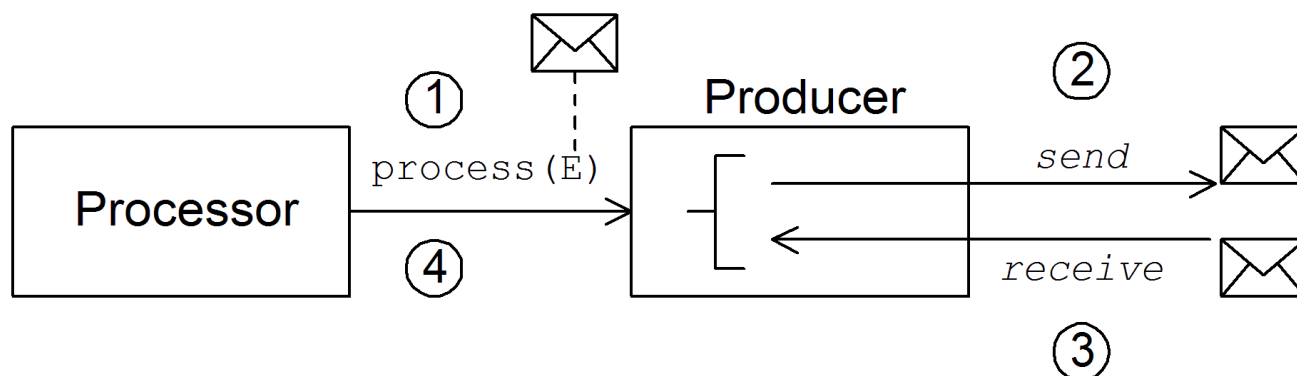 1
2
Producer
process(E)
send
Processor
4
receive
3